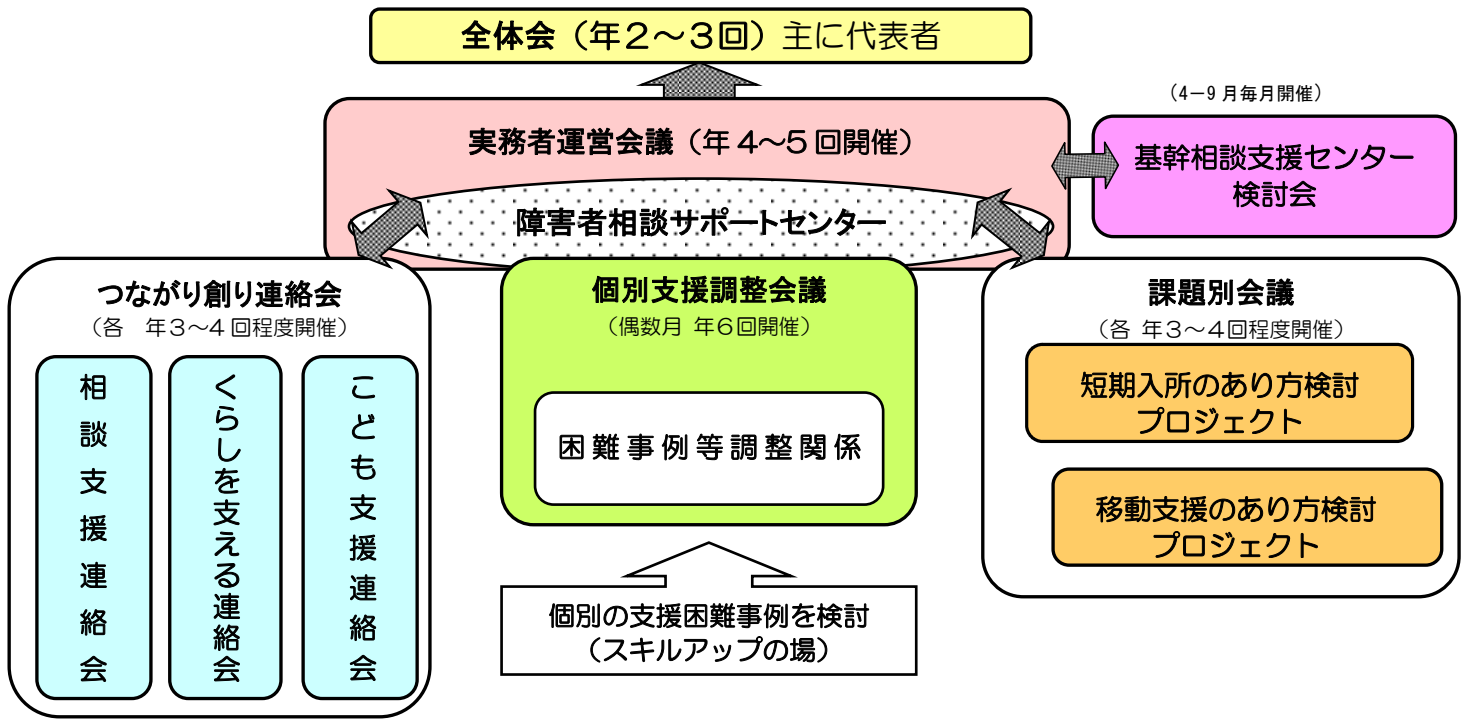 全体会（年２～３回）主に代表者
（4－9 月毎月開催）
実務者運営会議（年 4～5 回開催）
基幹相談支援センター
検討会
障害者相談サポートセンター
つながり創り連絡会
（各　年３～４ 回程度開催）
相談支援連絡会
くらしを支える連絡会
こども支援連絡会
個別支援調整会議
（偶数月 年６回開催）
困難事例等調整関係
個別の支援困難事例を検討
（スキルアップの場）
課題別会議
（各 年３～４回程度開催）
短期入所のあり方検討
プロジェクト
移動支援のあり方検討
プロジェクト